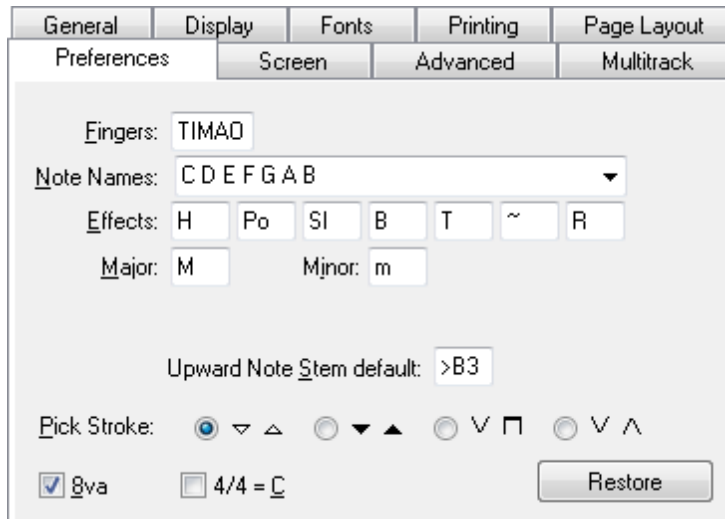 General Display Fonts Printing Page Layout
Preferences Screen Advanced Multitrack
Fingers: TIMAO
Note Names: C D E F G A B
Effects: H Po Sl B T ~ R
Major: M Minor: m
Upward Note Stem default: >B3
Pick Stroke:
8va 4/4 = C Restore